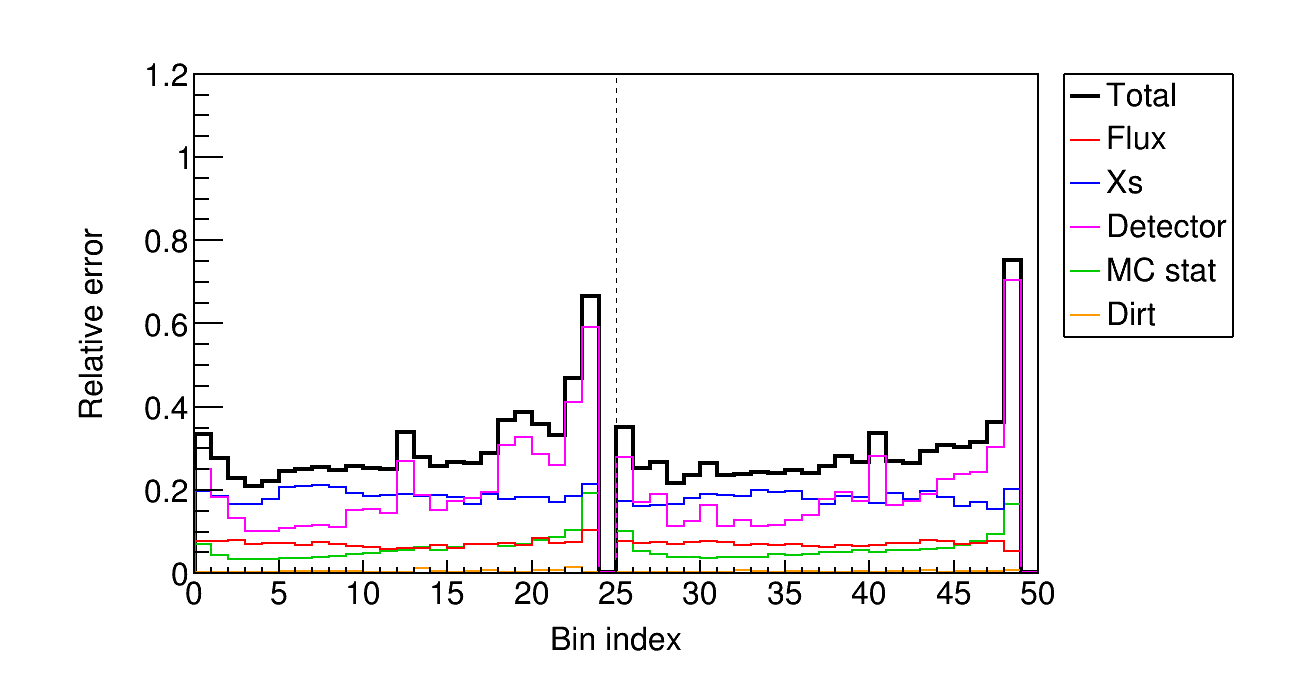 1.2
1
0.8
0.6
0.4
0.2
0
Relative error
0 5 10 15 20 25 30 35 40 45 50
Bin index
Total
Flux
Xs
Detector
MC stat
Dirt